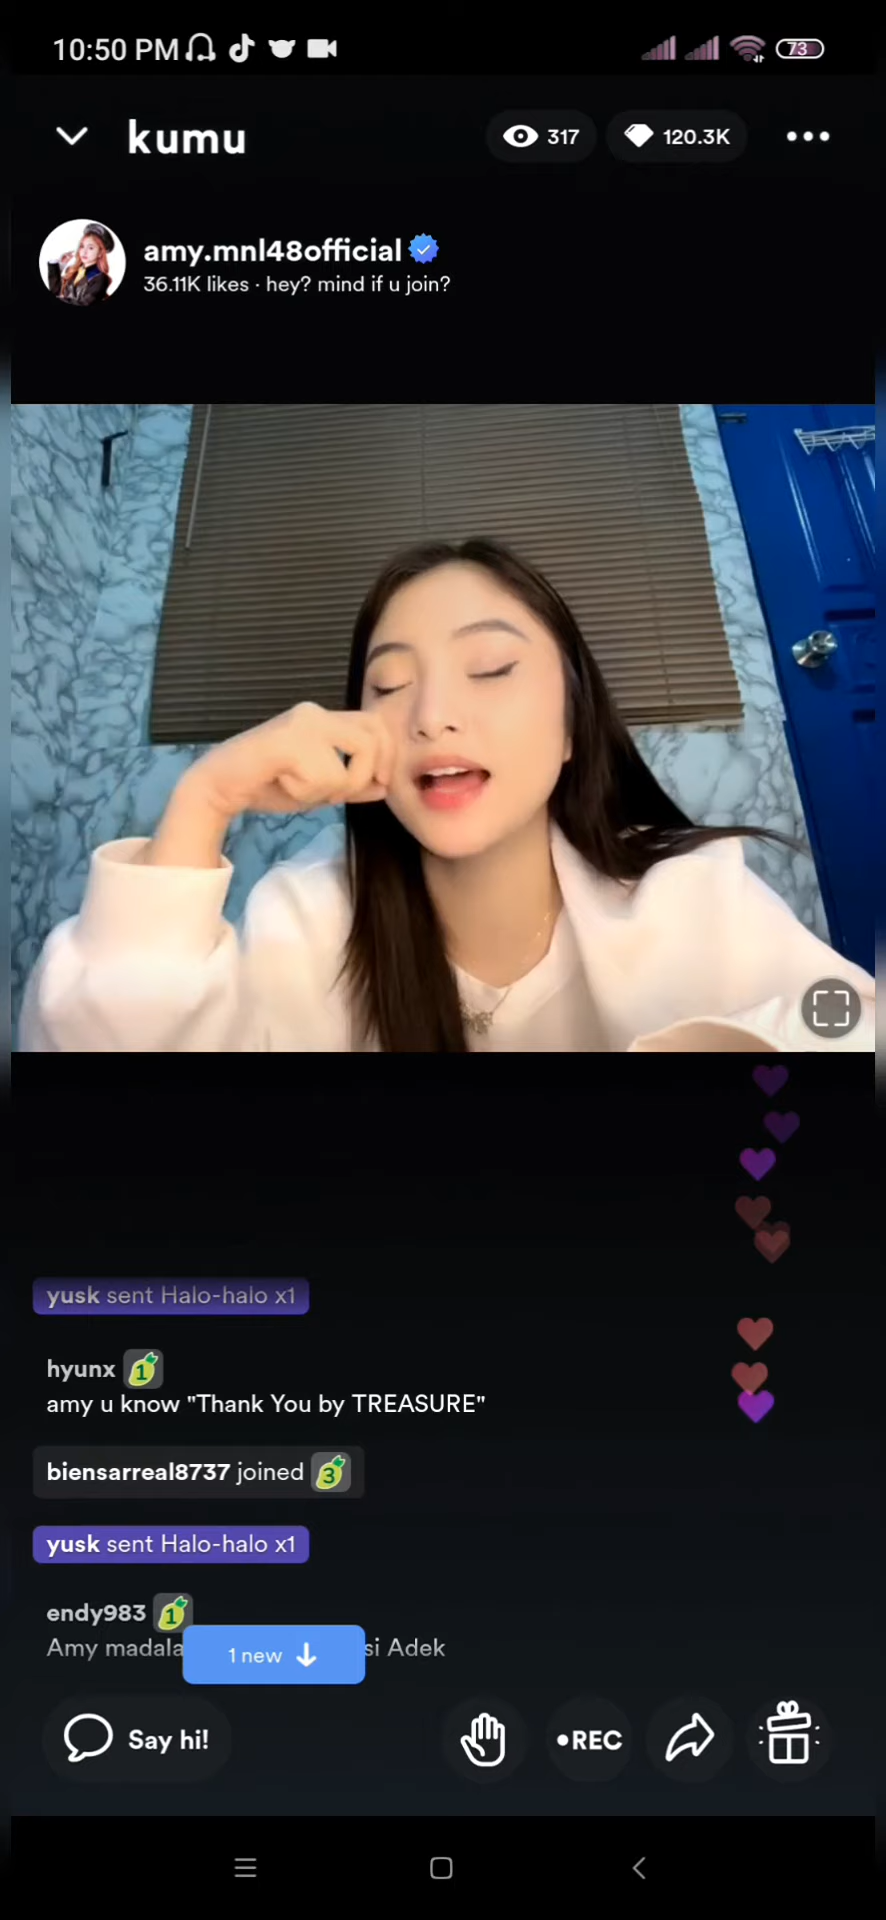 10:50 PM
73
kumu
317
120.3K
amy.mnl48official
36.11K likes · hey? mind if u join?
yusk sent Halo-halo x1
hyunx 1
amy u know "Thank You by TREASURE"
biensarreal8737 joined 3
yusk sent Halo-halo x1
endy983 1
Amy si Adek
1 new
Say hi!
•REC